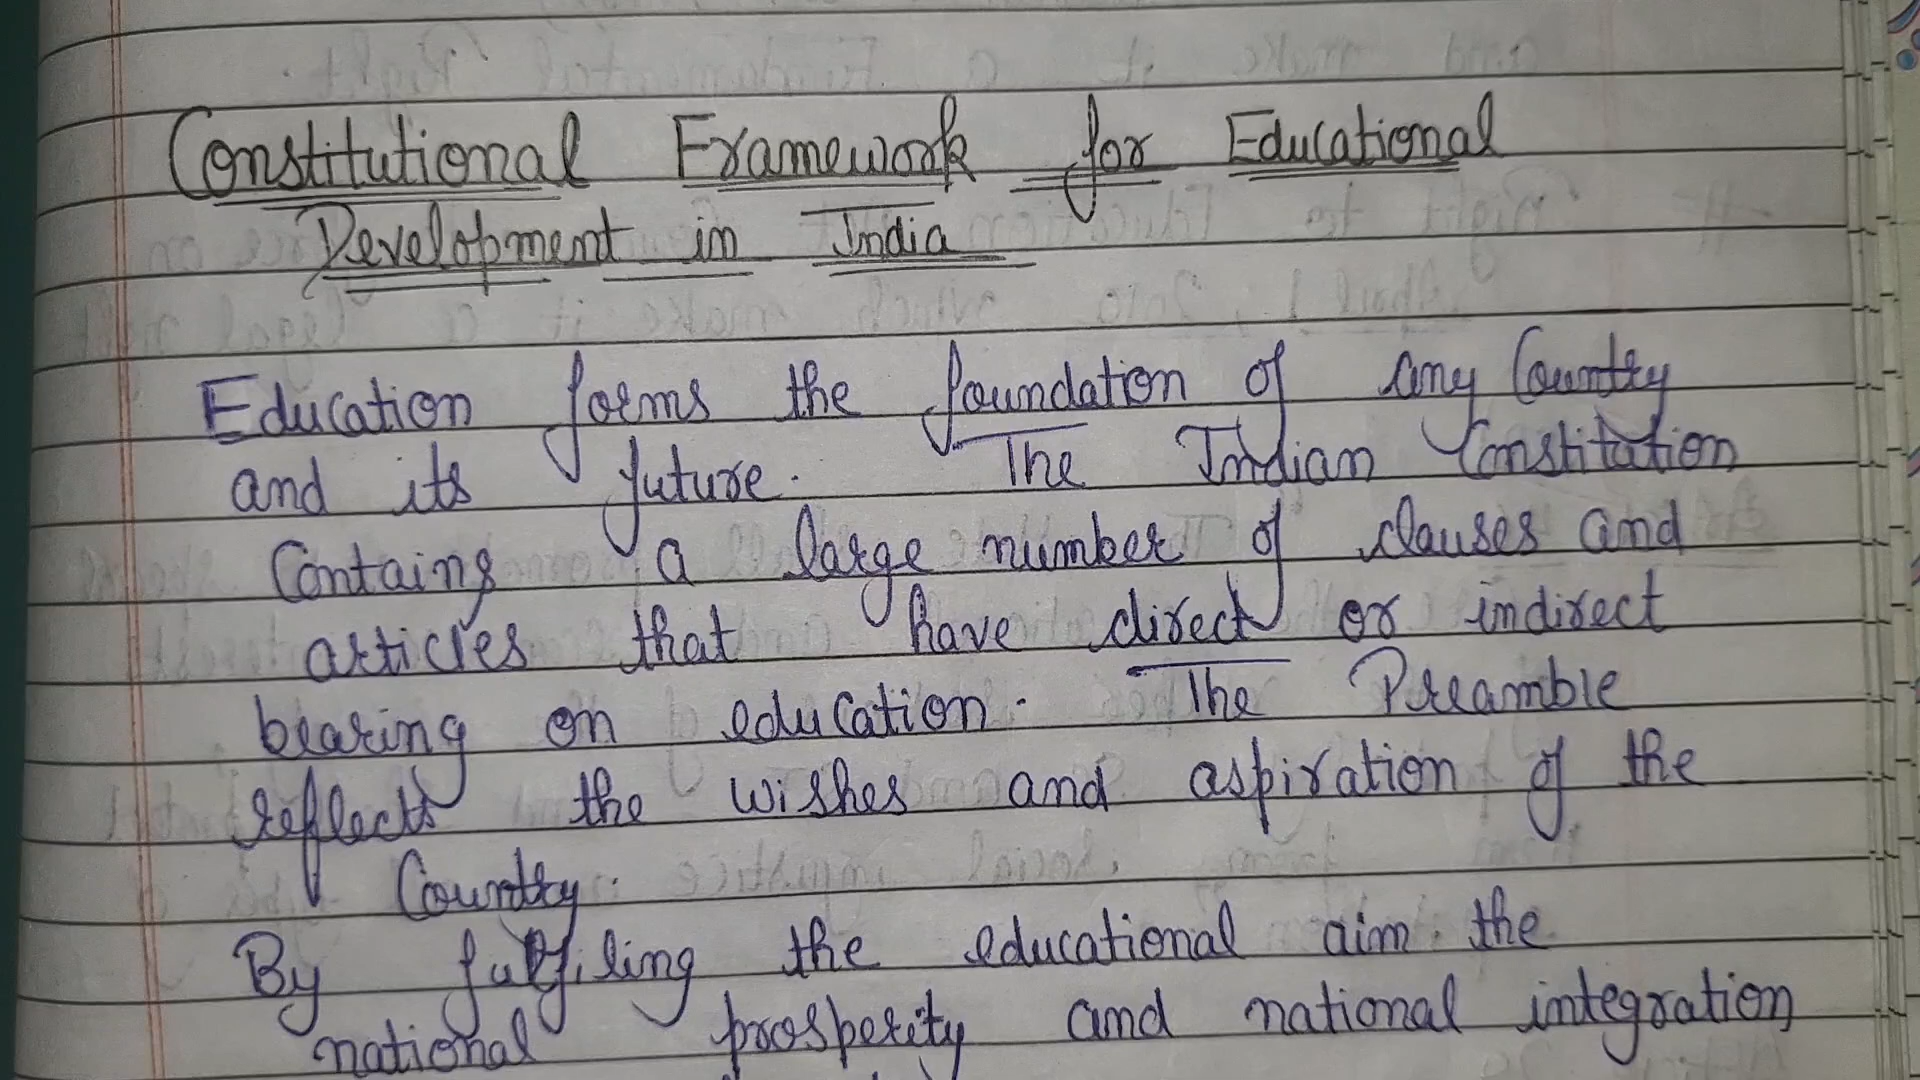 Constitutional Framework for Educational
Development in India
Education forms the foundation of any Country
and its future. The Indian Constitution
Contains a large number of clauses and
articles that have direct or indirect
bearing on education. The Preamble
reflects the wishes and aspiration of the
Country.
By fulfiling the educational aim the
national prosperity and national integration